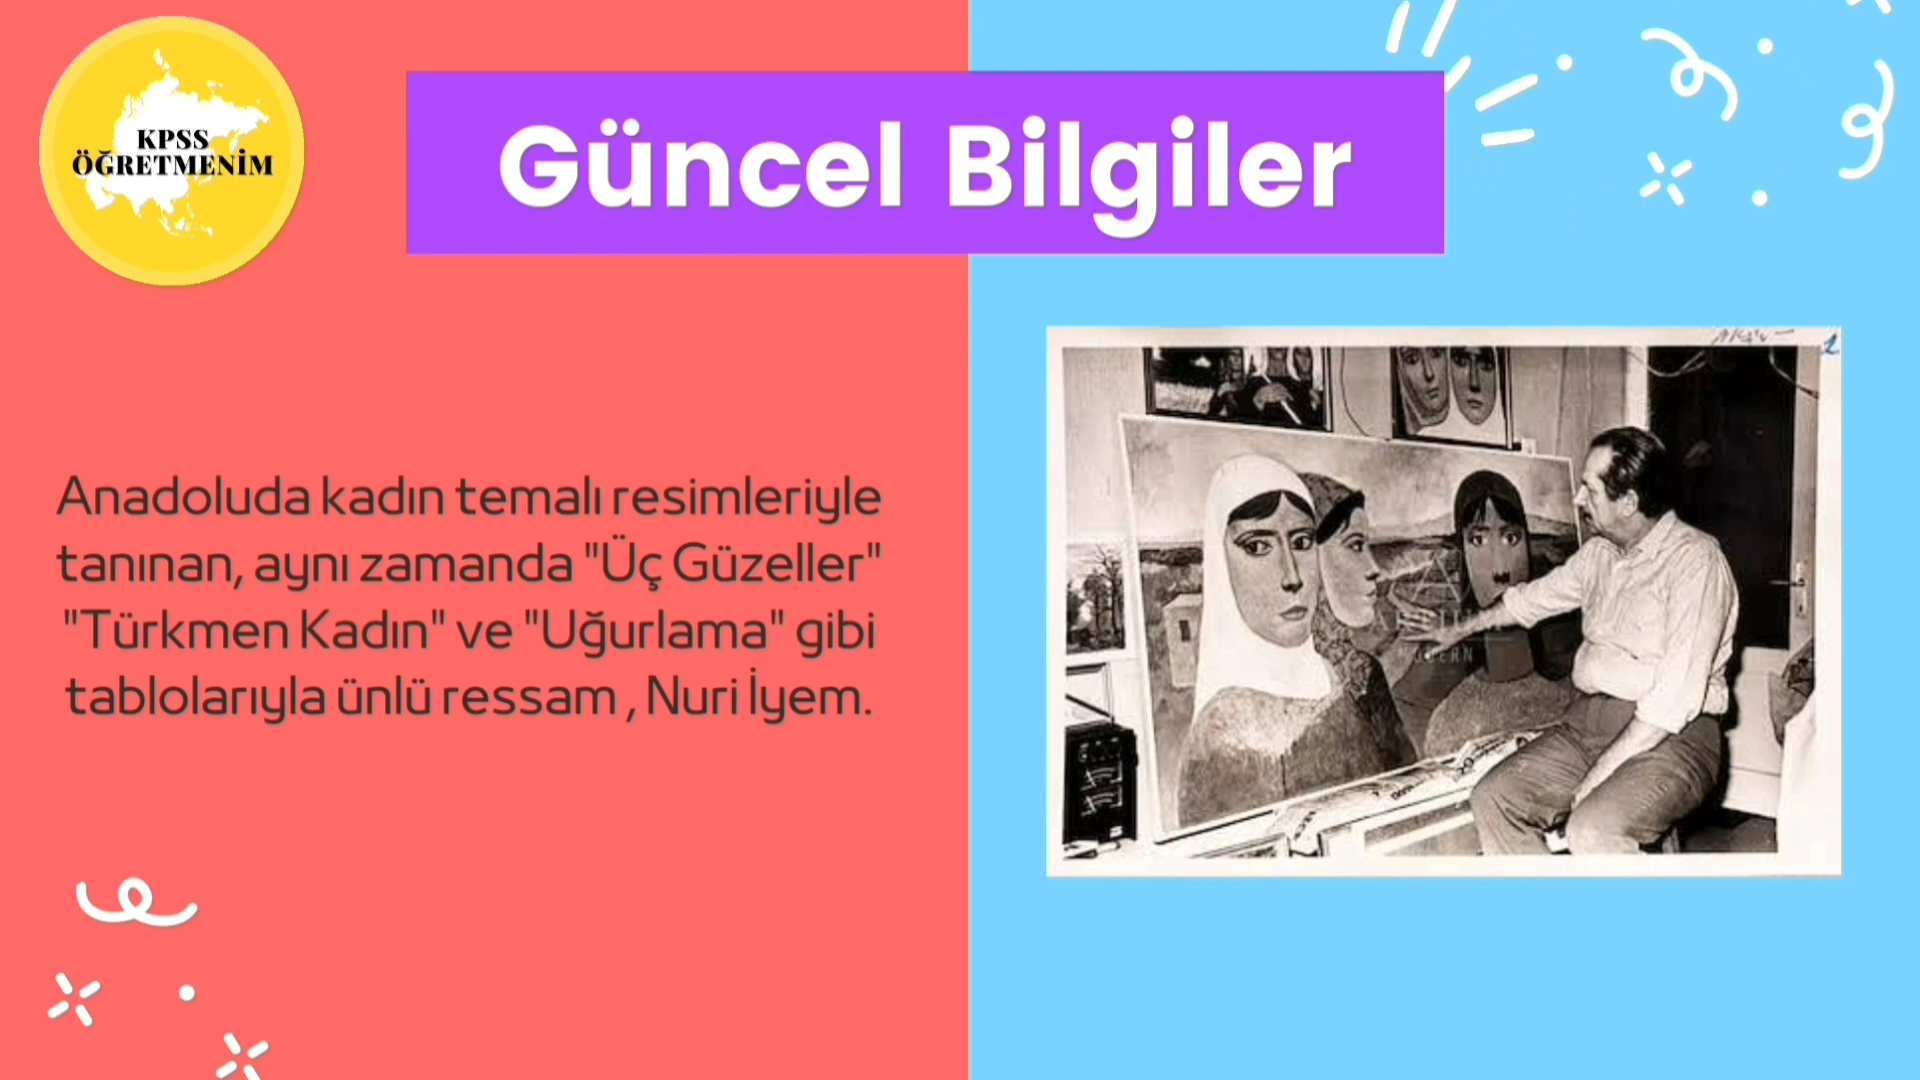 KPSS
ÖĞRETMENİM
Güncel Bilgiler
Anadoluda kadın temalı resimleriyle
tanınan, aynı zamanda "Üç Güzeller"
"Türkmen Kadın" ve "Uğurlama" gibi
tablolarıyla ünlü ressam , Nuri İyem.